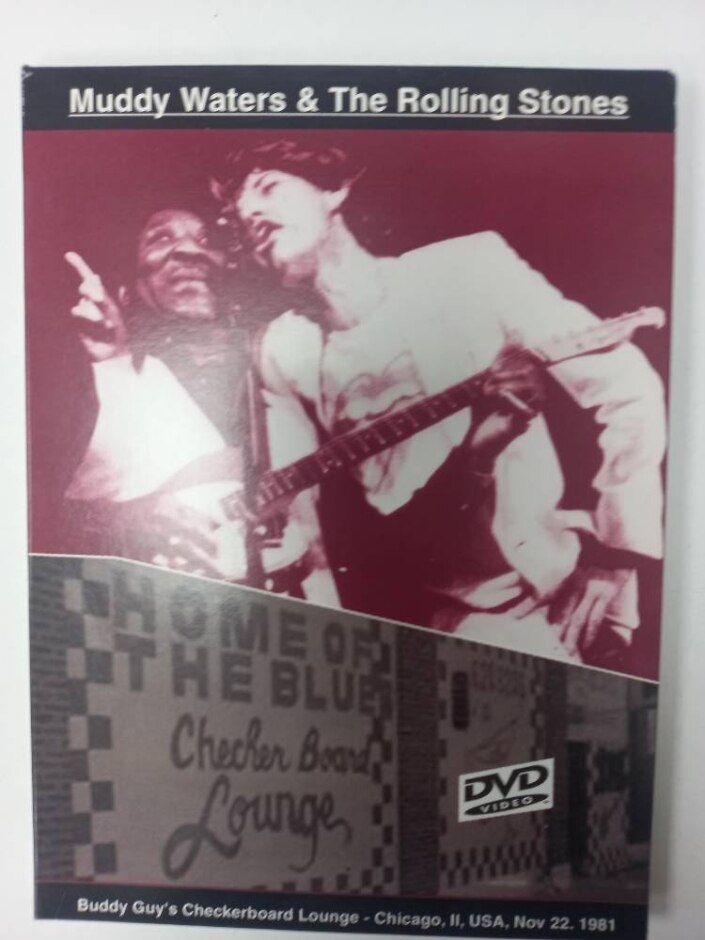 Muddy Waters & The Rolling Stones
HOME OF
THE BLUES
Checker Board
Lounge
DVD
VIDEO
Buddy Guy's Checkerboard Lounge - Chicago, Il, USA, Nov 22. 1981